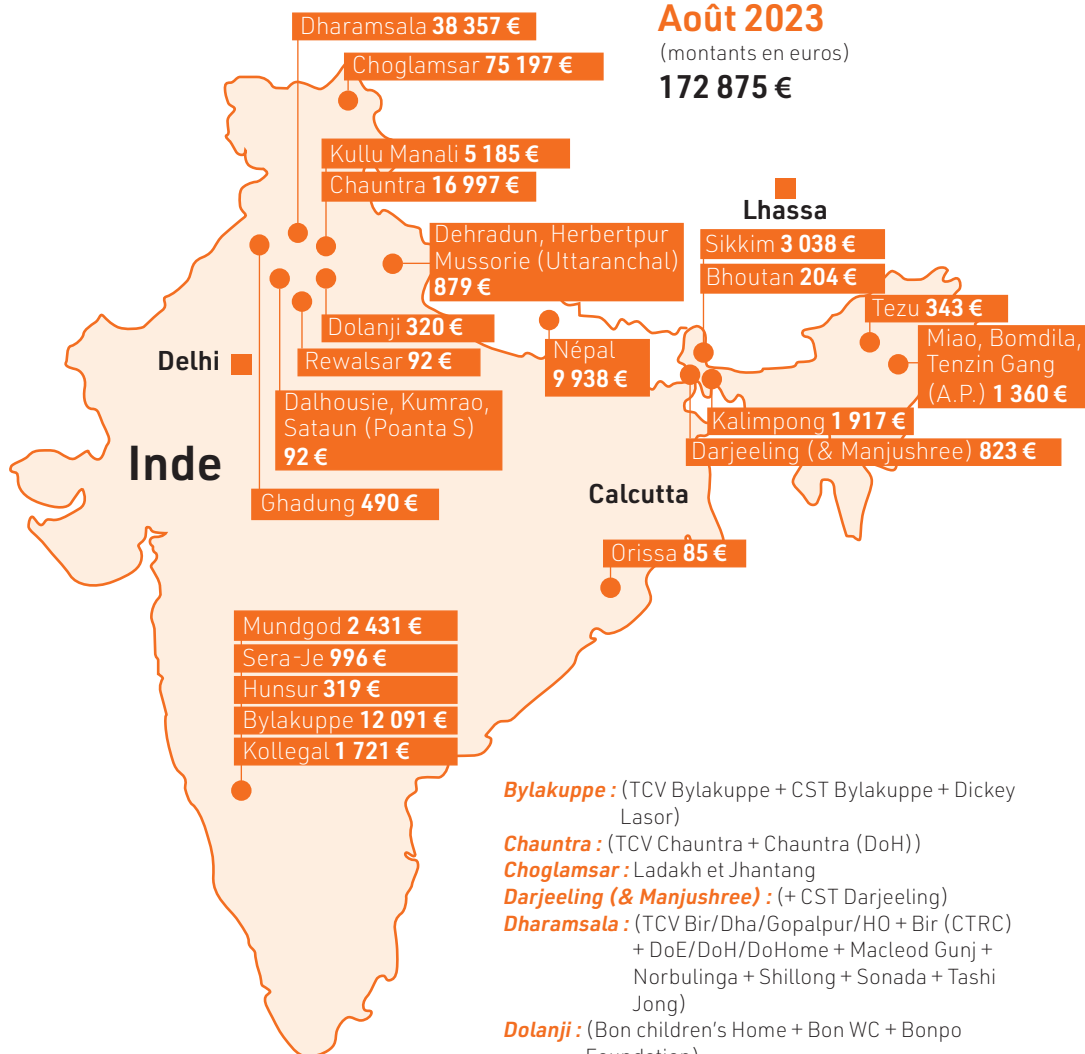 Août 2023
(montants en euros)
172 875 €
Dharamsala 38 357 €
Choglamsar 75 197 €
Kullu Manali 5 185 €
Chauntra 16 997 €
Lhassa
Dehradun, Herbertpur
Mussorie (Uttaranchal)
879 €
Sikkim 3 038 €
Bhoutan 204 €
Tezu 343 €
Miao, Bomdila,
Tenzin Gang
(A.P.) 1 360 €
Dolanji 320 €
Rewalsar 92 €
Népal
9 938 €
Delhi
Dalhousie, Kumrao,
Sataun (Poanta S)
92 €
Kalimpong 1 917 €
Darjeeling (& Manjushree) 823 €
Inde
Ghadung 490 €
Calcutta
Orissa 85 €
Mundgod 2 431 €
Sera-Je 996 €
Hunsur 319 €
Bylakuppe 12 091 €
Kollegal 1 721 €
Bylakuppe : (TCV Bylakuppe + CST Bylakuppe + Dickey
Lasor)
Chauntra : (TCV Chauntra + Chauntra (DoH))
Choglamsar : Ladakh et Jhantang
Darjeeling (& Manjushree) : (+ CST Darjeeling)
Dharamsala : (TCV Bir/Dha/Gopalpur/HO + Bir (CTRC)
+ DoE/DoH/DoHome + Macleod Gunj +
Norbulinga + Shillong + Sonada + Tashi
Jong)
Dolanji : (Bon children's Home + Bon WC + Bonpo
Foundation)